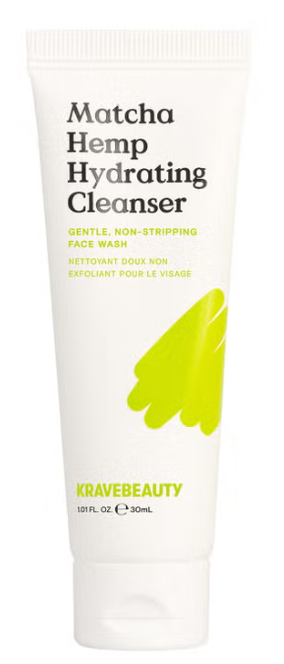 Matcha
Hemp
Hydrating
Cleanser
GENTLE, NON-STRIPPING
FACE WASH
NETTOYANT DOUX NON
EXFOLIANT POUR LE VISAGE
KRAVEBEAUTY
1.01 FL. OZ. ℮ 30mL